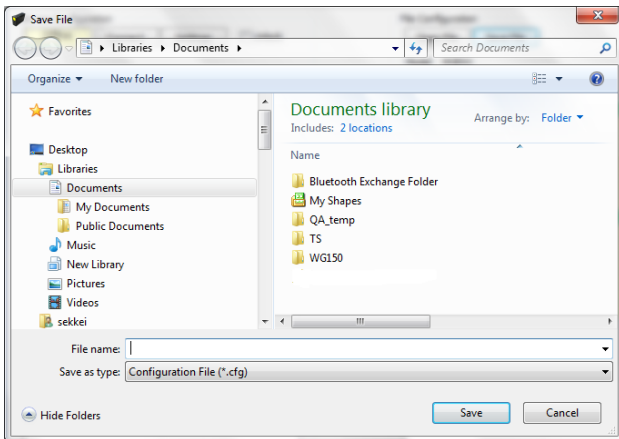 Save File
Libraries ▸ Documents ▸
Search Documents
Organize
New folder
Favorites
Desktop
Libraries
Documents
My Documents
Public Documents
Music
New Library
Pictures
Videos
sekkei
Documents library
Includes: 2 locations
Arrange by: Folder
Name
Bluetooth Exchange Folder
My Shapes
QA_temp
TS
WG150
File name:
Save as type: Configuration File (*.cfg)
Hide Folders
Save
Cancel